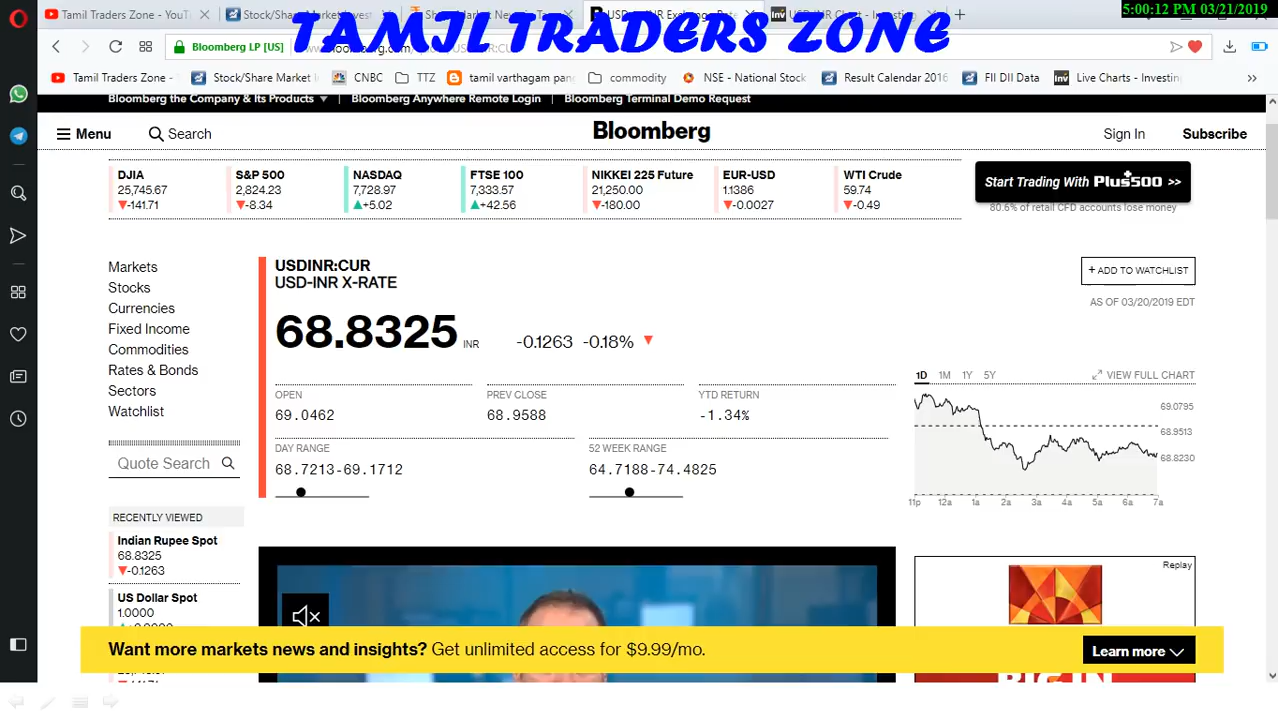 5:00:12 PM 03/21/2019
Tamil Traders Zone - YouT
Stock/Share Market Invest
TAMIL TRADERS ZONE
Bloomberg LP [US]
Tamil Traders Zone -
Stock/Share Market I
CNBC
TTZ
tamil varthagam pan
commodity
NSE - National Stock
Result Calendar 2016
FII DII Data
Live Charts - Investin
Bloomberg the Company & Its Products
Bloomberg Anywhere Remote Login
Bloomberg Terminal Demo Request
Menu
Search
Bloomberg
Sign In
Subscribe
DJIA
25,745.67
-141.71
S&P 500
2,824.23
-8.34
NASDAQ
7,728.97
+5.02
FTSE 100
7,333.57
+42.56
NIKKEI 225 Future
21,250.00
-180.00
EUR-USD
1.1386
-0.0027
WTI Crude
59.74
-0.49
Start Trading With Plus500 >>
80.6% of retail CFD accounts lose money
Markets
Stocks
Currencies
Fixed Income
Commodities
Rates & Bonds
Sectors
Watchlist
Quote Search
RECENTLY VIEWED
Indian Rupee Spot
68.8325
-0.1263
US Dollar Spot
1.0000
USDINR:CUR
USD-INR X-RATE
68.8325 INR -0.1263 -0.18%
+ ADD TO WATCHLIST
AS OF 03/20/2019 EDT
OPEN
69.0462
PREV CLOSE
68.9588
YTD RETURN
-1.34%
DAY RANGE
68.7213-69.1712
52 WEEK RANGE
64.7188-74.4825
1D 1M 1Y 5Y
VIEW FULL CHART
69.0795
68.9513
68.8230
11p 12a 1a 2a 3a 4a 5a 6a 7a
Replay
Want more markets news and insights? Get unlimited access for $9.99/mo.
Learn more